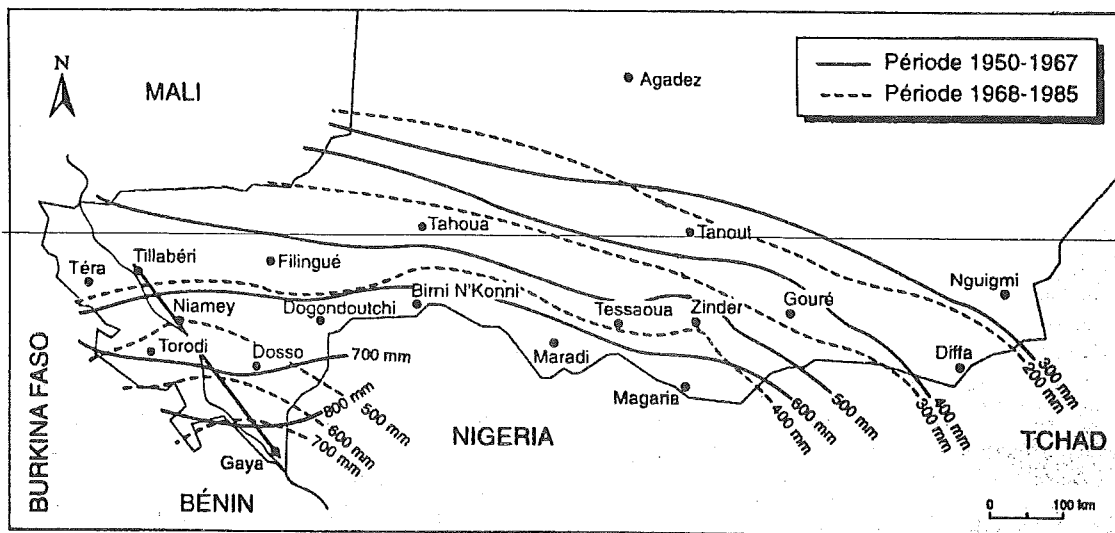 Période 1950-1967
Période 1968-1985
N
MALI
Agadez
Tahoua
Tanout
Tillabéri
Téra
Filingué
Nguigmi
Niamey
Dogondoutchi
Birni N'Konni
Tessaoua
Zinder
Gouré
Torodi
Dosso
700 mm
Maradi
Diffa
Magaria
300 mm
200 mm
800 mm
500 mm
600 mm
700 mm
400 mm
600 mm
500 mm
300 mm
400 mm
Gaya
NIGERIA
TCHAD
BURKINA FASO
BÉNIN
0 100 km